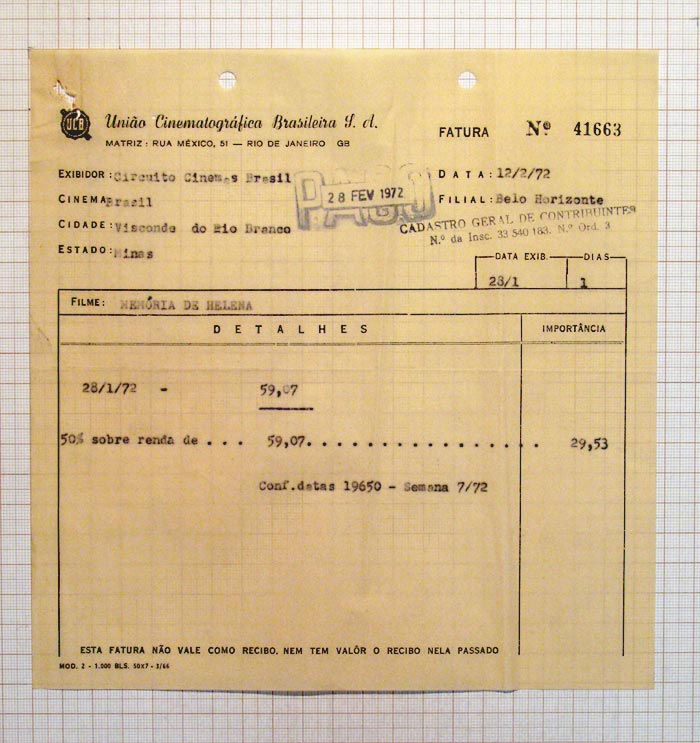 UCB
União Cinematográfica Brasileira S. A.
MATRIZ: RUA MÉXICO, 51 — RIO DE JANEIRO GB
FATURA Nº 41663
EXIBIDOR: Circuito Cinemas Brasil
DATA: 12/2/72
PAGO
28 FEV 1972
CINEMA Brasil
FILIAL: Belo Horizonte
CIDADE: Visconde do Rio Branco
CADASTRO GERAL DE CONTRIBUINTES
N.º da Insc. 33 540 183. N.º Ord. 3
ESTADO: Minas
DATA EXIB. DIAS
28/1 1
FILME: MEMÓRIA DE HELENA
DETALHES IMPORTÂNCIA
28/1/72 - 59,07
50% sobre renda de ... 59,07................ 29,53
Conf.datas 19650 - Semana 7/72
ESTA FATURA NÃO VALE COMO RECIBO, NEM TEM VALÔR O RECIBO NELA PASSADO
MOD. 2 - 1.000 BLS. 50X7 - 3/66